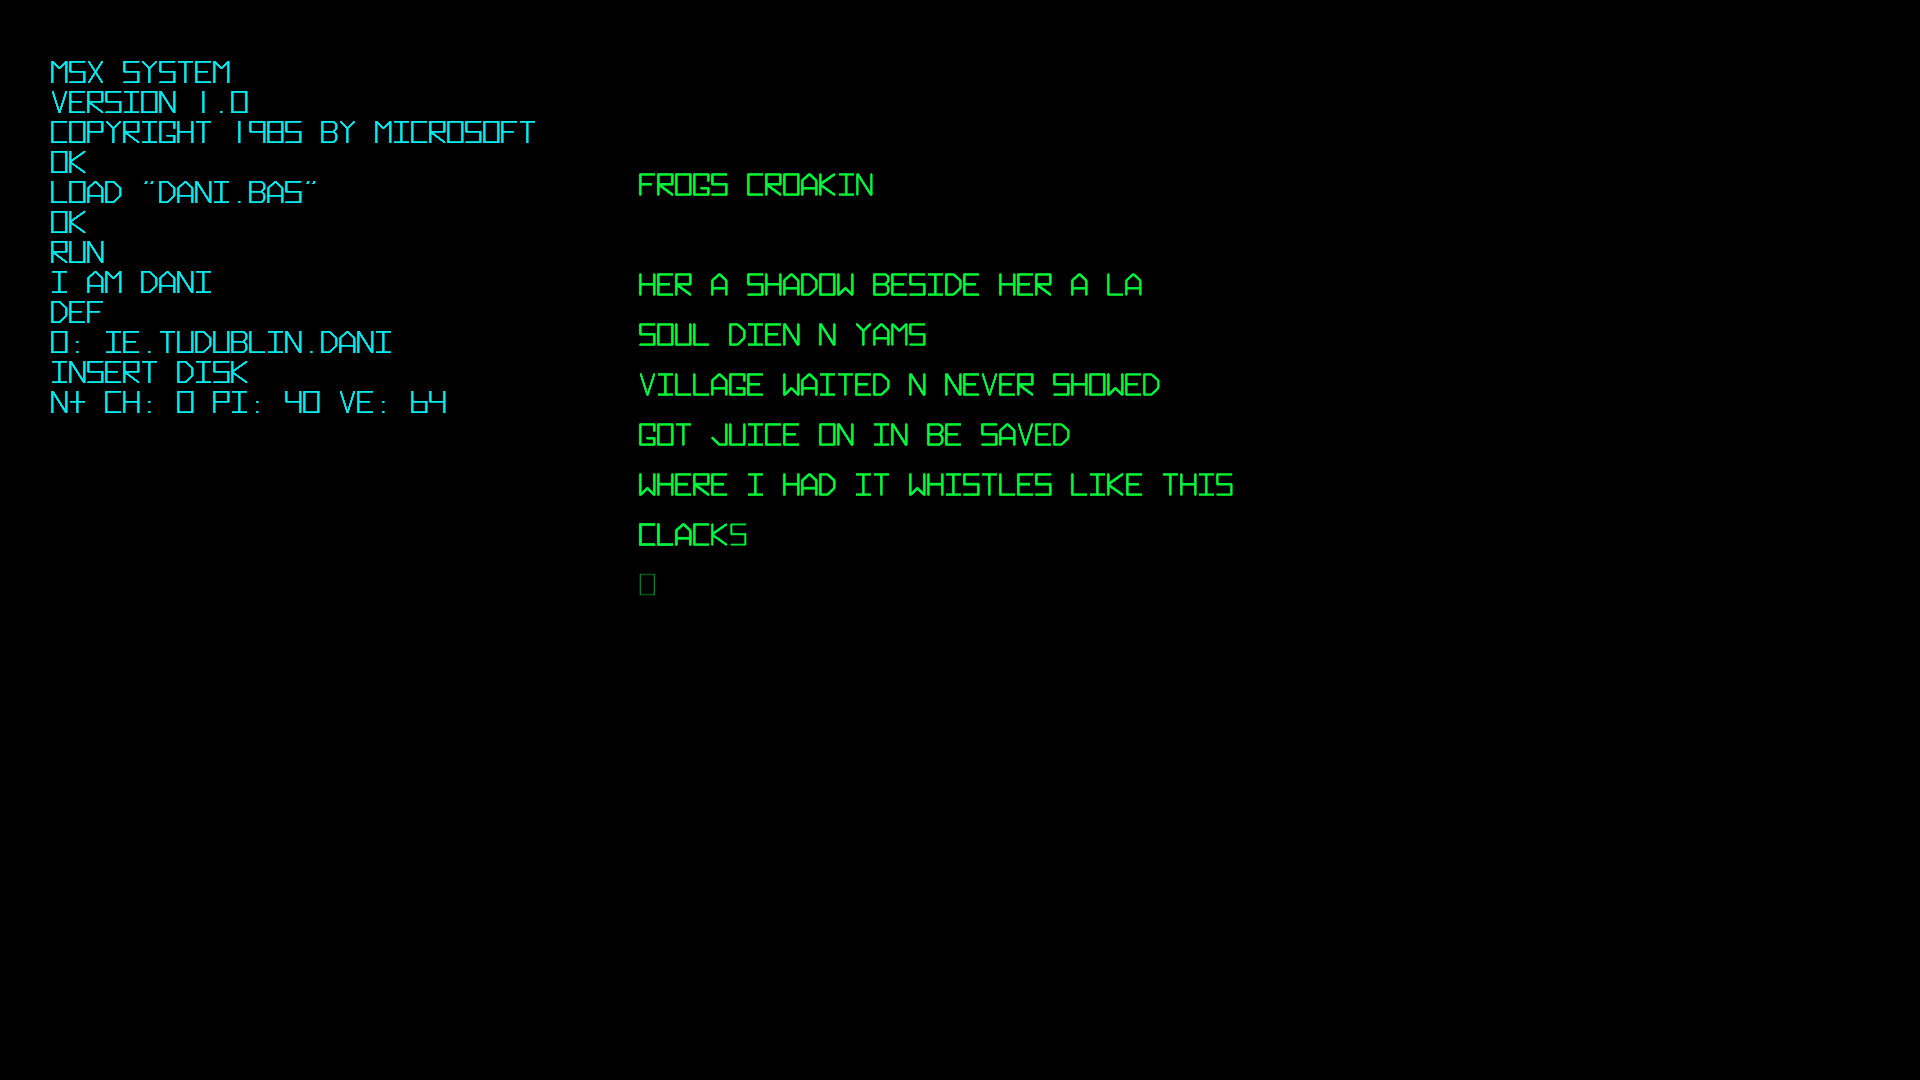 MSX SYSTEM
VERSION 1.0
COPYRIGHT 1985 BY MICROSOFT
OK
LOAD "DANI.BAS"
OK
RUN
I AM DANI
DEF
0: IE.TUDUBLIN.DANI
INSERT DISK
N+ CH: 0 PI: 40 VE: 64
FROGS CROAKIN
HER A SHADOW BESIDE HER A LA
SOUL DIEN N YAMS
VILLAGE WAITED N NEVER SHOWED
GOT JUICE ON IN BE SAVED
WHERE I HAD IT WHISTLES LIKE THIS
CLACKS